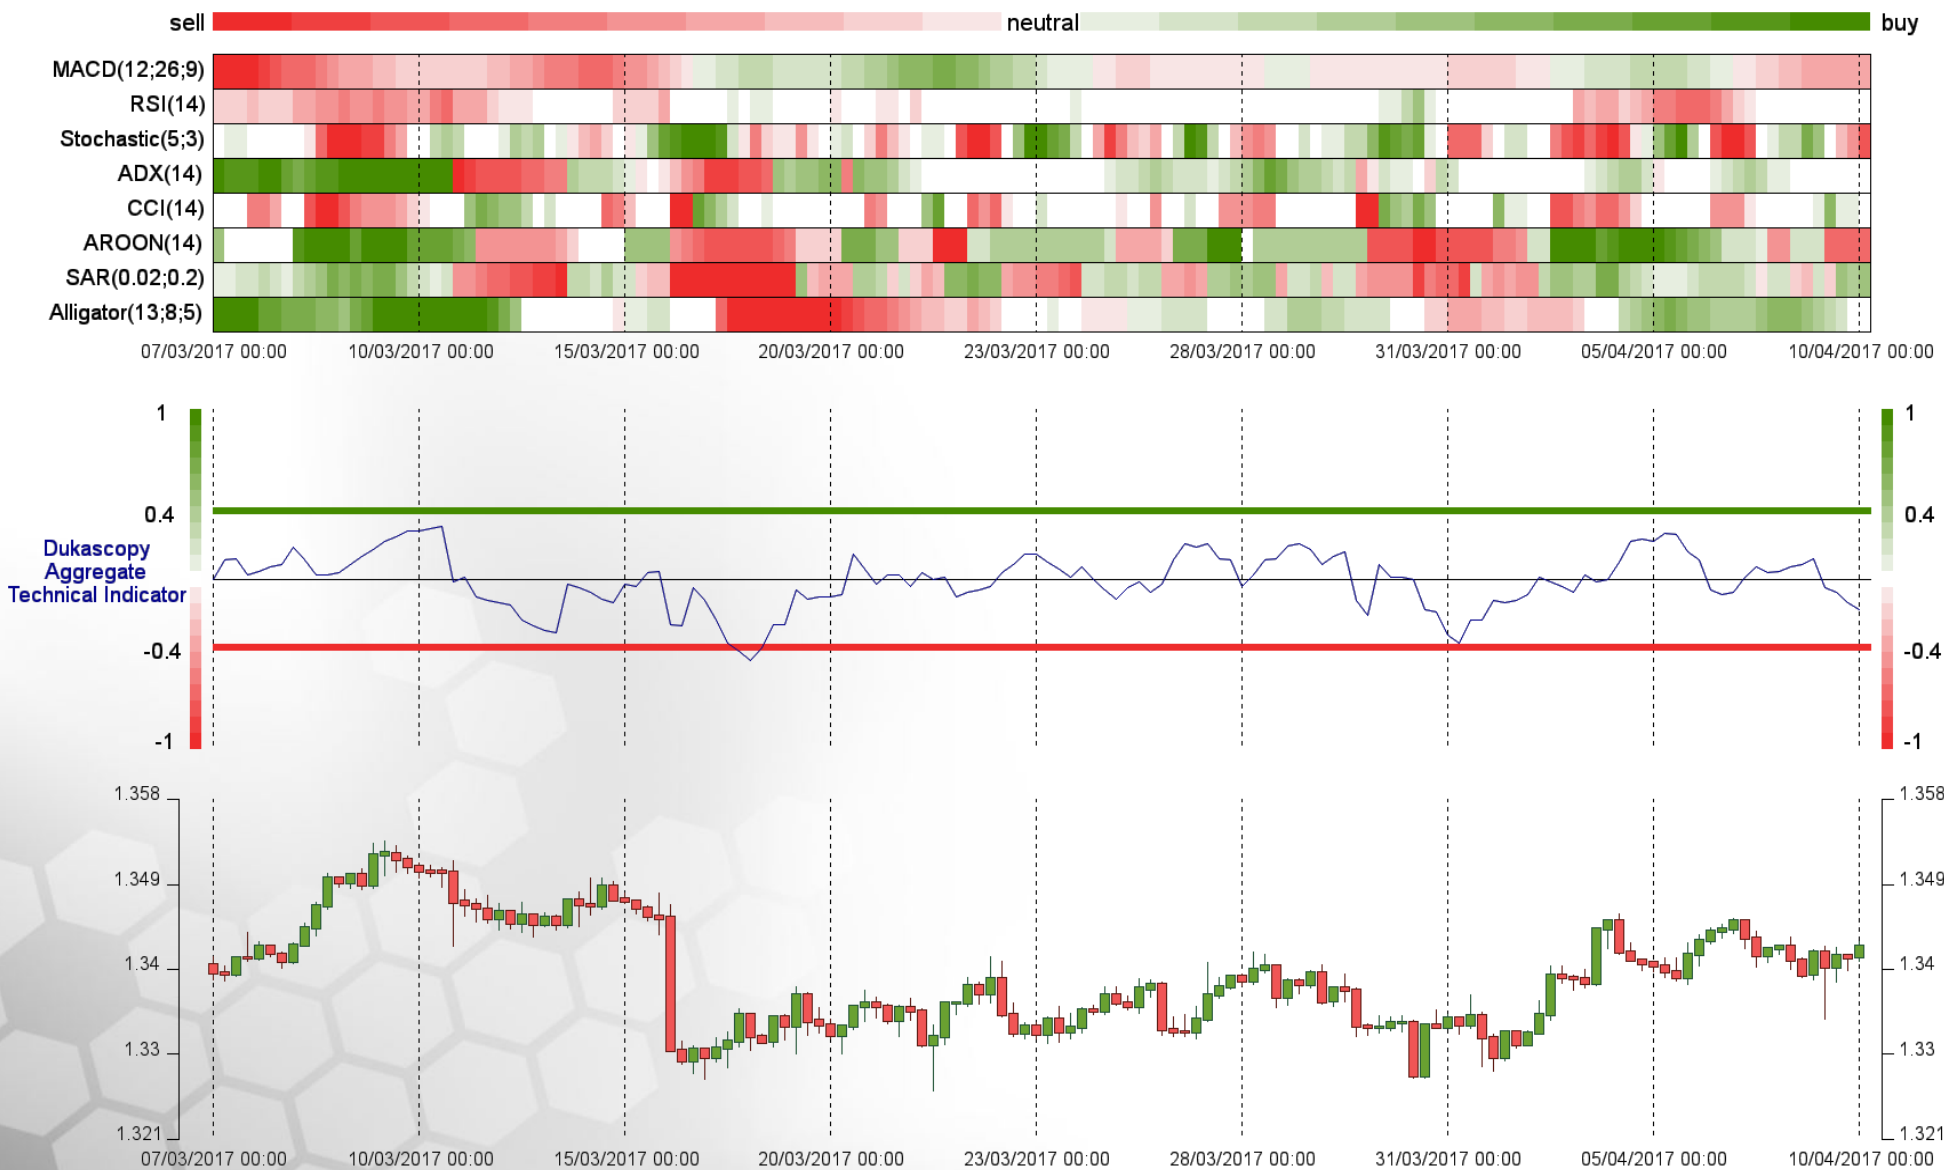 sell neutral buy
MACD(12;26;9)
RSI(14)
Stochastic(5;3)
ADX(14)
CCI(14)
AROON(14)
SAR(0.02;0.2)
Alligator(13;8;5)
07/03/2017 00:00 10/03/2017 00:00 15/03/2017 00:00 20/03/2017 00:00 23/03/2017 00:00 28/03/2017 00:00 31/03/2017 00:00 05/04/2017 00:00 10/04/2017 00:00
1 1
0.4 0.4
Dukascopy
Aggregate
Technical Indicator
-0.4 -0.4
-1 -1
1.358 1.358
1.349 1.349
1.34 1.34
1.33 1.33
1.321 1.321
07/03/2017 00:00 10/03/2017 00:00 15/03/2017 00:00 20/03/2017 00:00 23/03/2017 00:00 28/03/2017 00:00 31/03/2017 00:00 05/04/2017 00:00 10/04/2017 00:00